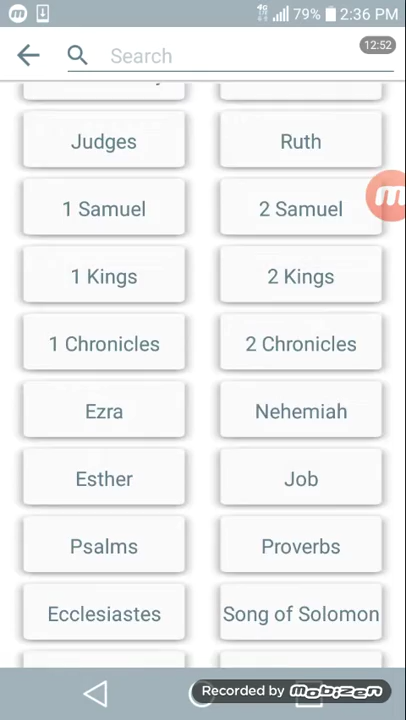 79% 2:36 PM
12:52
Search
Judges Ruth
1 Samuel 2 Samuel
1 Kings 2 Kings
1 Chronicles 2 Chronicles
Ezra Nehemiah
Esther Job
Psalms Proverbs
Ecclesiastes Song of Solomon
Recorded by mobizen